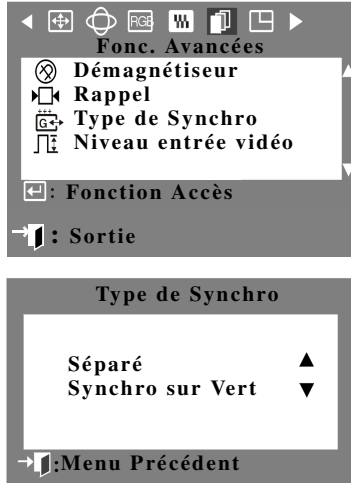 RGB
Fonc. Avancées
Démagnétiseur
Rappel
G Type de Synchro
Niveau entrée vidéo
: Fonction Accès
: Sortie
Type de Synchro
Séparé
Synchro sur Vert
:Menu Précédent